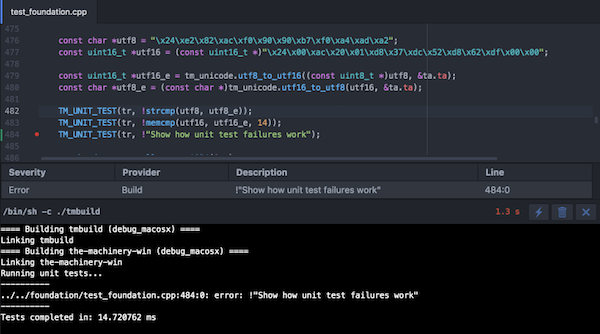 test_foundation.cpp
475
476 const char *utf8 = "\x24\xe2\x82\xac\xf0\x90\x90\xb7\xf0\xa4\xad\xa2";
477 const uint16_t *utf16 = (const uint16_t *)"\x24\x00\xac\x20\x01\xd8\x37\xdc\x52\xd8\x62\xdf\x00\x00";
478
479 const uint16_t *utf16_e = tm_unicode.utf8_to_utf16((const uint8_t *)utf8, &ta.ta);
480 const char *utf8_e = (const char *)tm_unicode.utf16_to_utf8(utf16, &ta.ta);
481
482 TM_UNIT_TEST(tr, !strcmp(utf8, utf8_e));
483 TM_UNIT_TEST(tr, !memcmp(utf16, utf16_e, 14));
484 TM_UNIT_TEST(tr, !"Show how unit test failures work");
485
486
Severity Provider Description Line
Error Build !"Show how unit test failures work" 484:0
/bin/sh -c ./tmbuild 1.3 s
==== Building tmbuild (debug_macosx) ====
Linking tmbuild
==== Building the-machinery-win (debug_macosx) ====
Linking the-machinery-win
Running unit tests...
----------
../../foundation/test_foundation.cpp:484:0: error: !"Show how unit test failures work"
----------
Tests completed in: 14.720762 ms